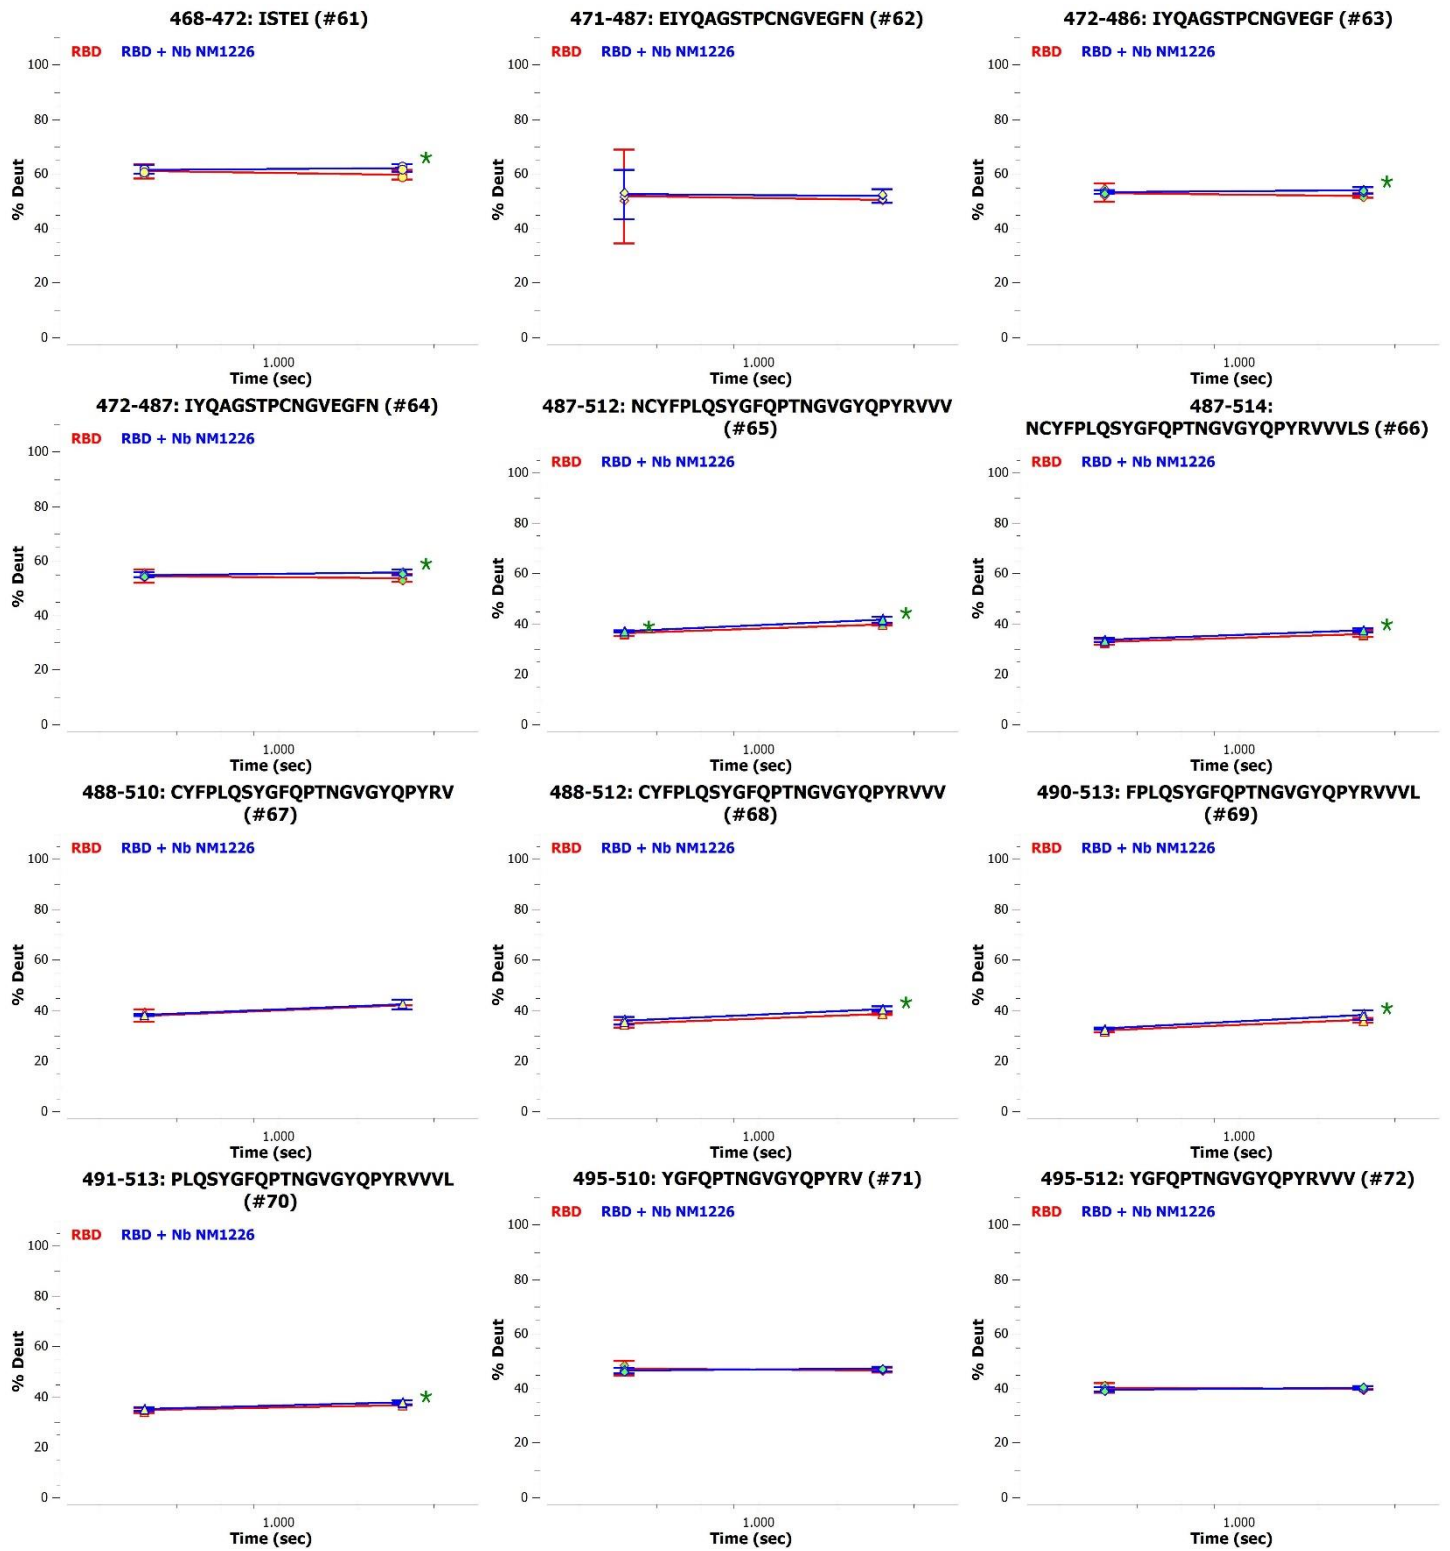 468-472: ISTEI (#61)
RBD RBD + Nb NM1226
100
80
60
40
20
0
% Deut
1.000
Time (sec)
471-487: EIYQAGSTPCNGVEGFN (#62)
RBD RBD + Nb NM1226
100
80
60
40
20
0
% Deut
1.000
Time (sec)
472-486: IYQAGSTPCNGVEGF (#63)
RBD RBD + Nb NM1226
100
80
60
40
20
0
% Deut
1.000
Time (sec)
472-487: IYQAGSTPCNGVEGFN (#64)
RBD RBD + Nb NM1226
100
80
60
40
20
0
% Deut
1.000
Time (sec)
487-512: NCYFPLQSYGFQPTNGVGYQPYRVVV
(#65)
RBD RBD + Nb NM1226
100
80
60
40
20
0
% Deut
1.000
Time (sec)
487-514:
NCYFPLQSYGFQPTNGVGYQPYRVVVLS (#66)
RBD RBD + Nb NM1226
100
80
60
40
20
0
% Deut
1.000
Time (sec)
488-510: CYFPLQSYGFQPTNGVGYQPYRV
(#67)
RBD RBD + Nb NM1226
100
80
60
40
20
0
% Deut
1.000
Time (sec)
488-512: CYFPLQSYGFQPTNGVGYQPYRVVV
(#68)
RBD RBD + Nb NM1226
100
80
60
40
20
0
% Deut
1.000
Time (sec)
490-513: FPLQSYGFQPTNGVGYQPYRVVVL
(#69)
RBD RBD + Nb NM1226
100
80
60
40
20
0
% Deut
1.000
Time (sec)
491-513: PLQSYGFQPTNGVGYQPYRVVVL
(#70)
RBD RBD + Nb NM1226
100
80
60
40
20
0
% Deut
1.000
Time (sec)
495-510: YGFQPTNGVGYQPYRV (#71)
RBD RBD + Nb NM1226
100
80
60
40
20
0
% Deut
1.000
Time (sec)
495-512: YGFQPTNGVGYQPYRVVV (#72)
RBD RBD + Nb NM1226
100
80
60
40
20
0
% Deut
1.000
Time (sec)